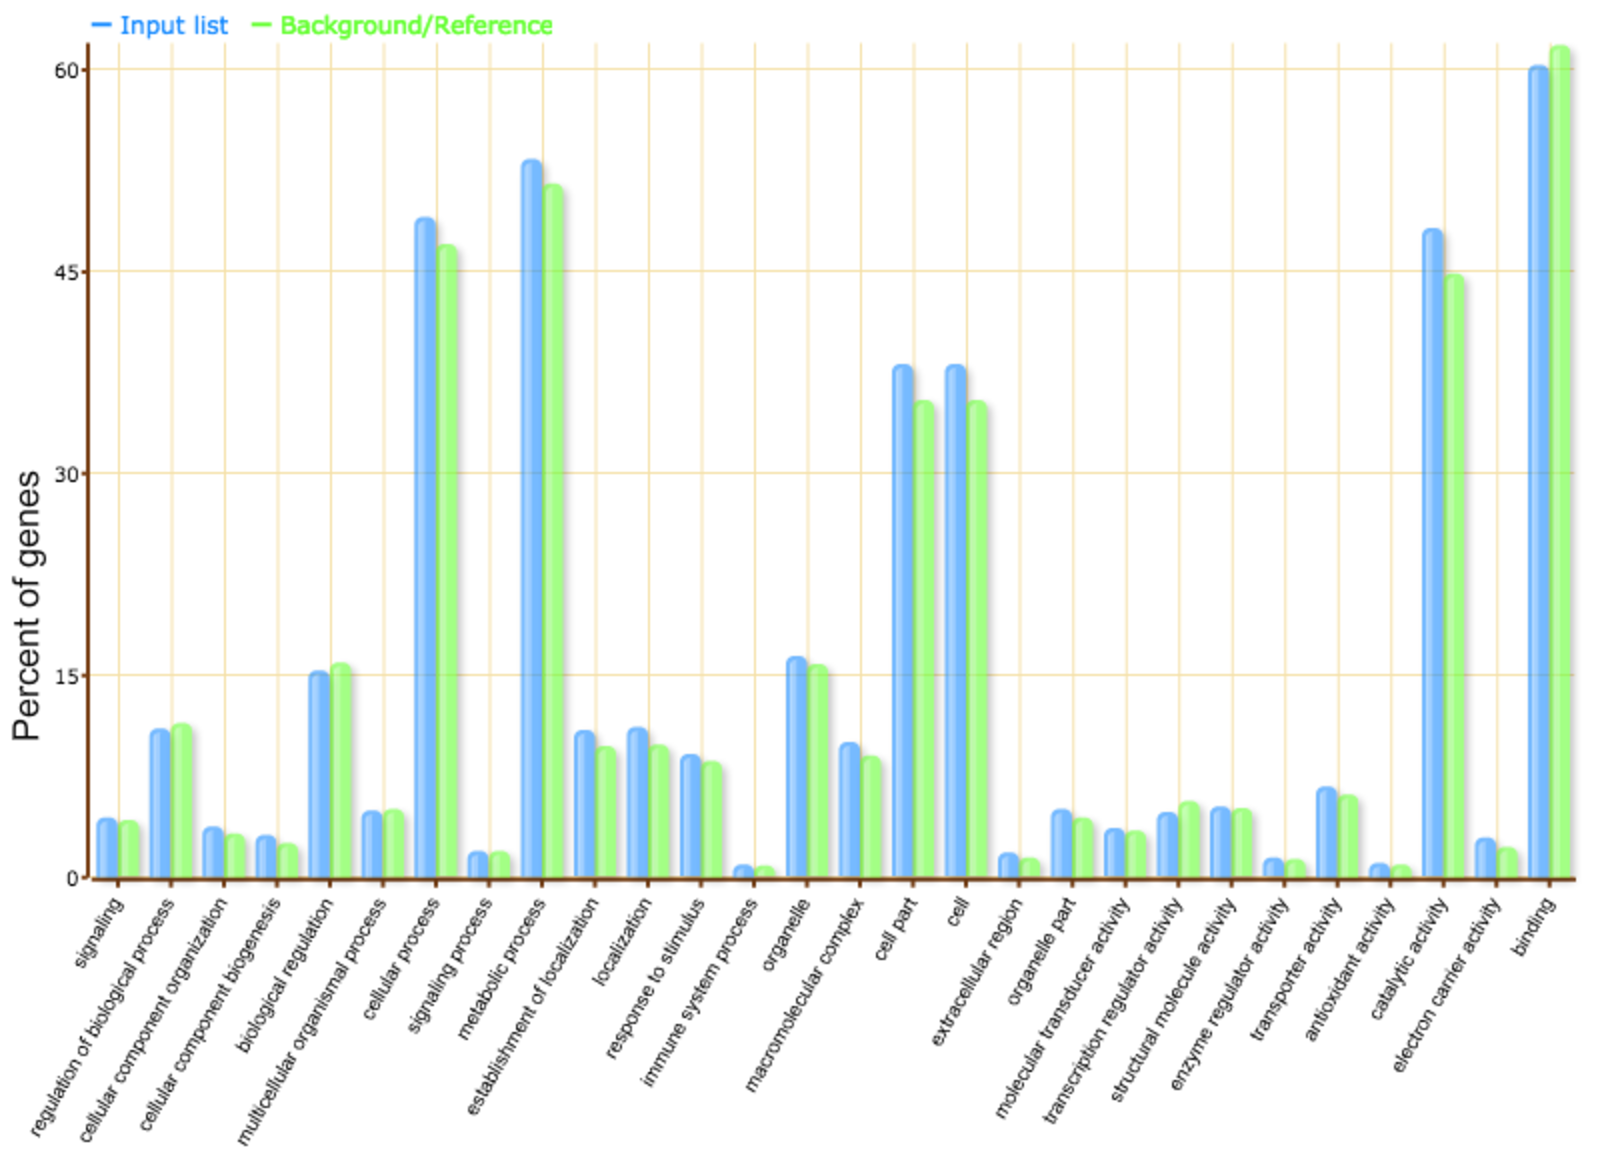 Input list Background/Reference
Percent of genes
60
45
30
15
0
signaling
regulation of biological process
cellular component organization
cellular component biogenesis
biological regulation
multicellular organismal process
cellular process
signaling process
metabolic process
establishment of localization
localization
response to stimulus
immune system process
organelle
macromolecular complex
cell part
cell
extracellular region
organelle part
molecular transducer activity
transcription regulator activity
structural molecule activity
enzyme regulator activity
transporter activity
antioxidant activity
catalytic activity
electron carrier activity
binding